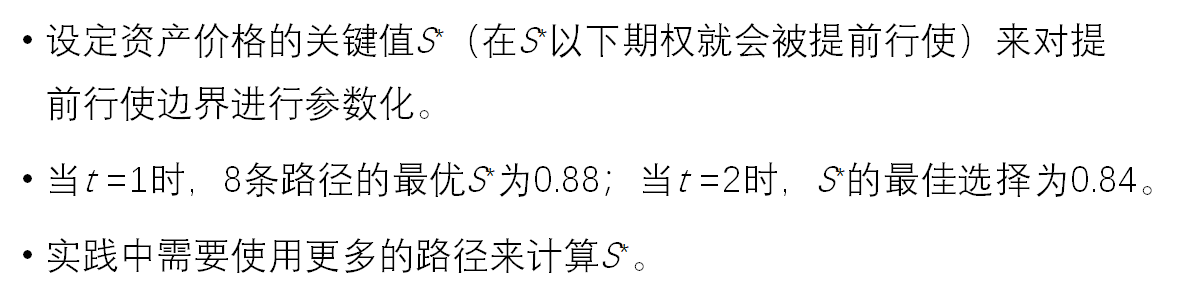 • 设定资产价格的关键值S*（在S*以下期权就会被提前行使）来对提
前行使边界进行参数化。
• 当t =1时，8条路径的最优S*为0.88；当t =2时，S*的最佳选择为0.84。
• 实践中需要使用更多的路径来计算S*。